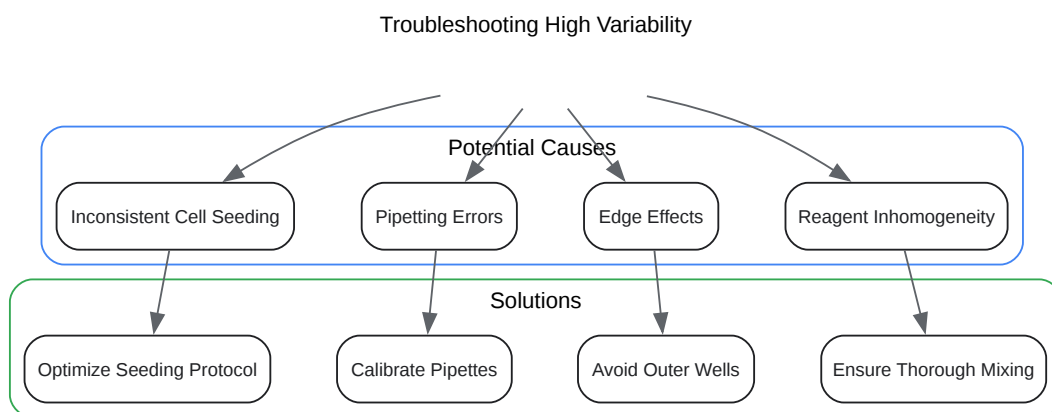 Troubleshooting High Variability
Potential Causes
Inconsistent Cell Seeding
Pipetting Errors
Edge Effects
Reagent Inhomogeneity
Solutions
Optimize Seeding Protocol
Calibrate Pipettes
Avoid Outer Wells
Ensure Thorough Mixing